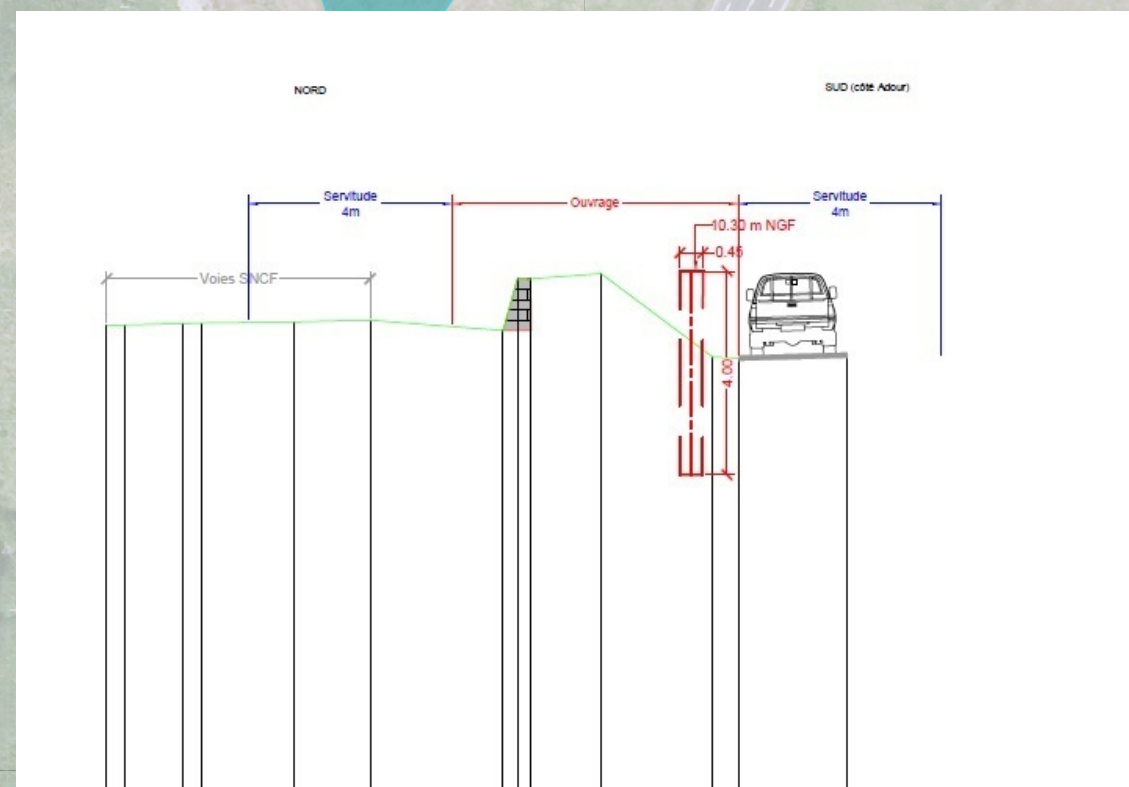 NORD
SUD (côté Adour)
Servitude
4m
Ouvrage
Servitude
4m
10.30 m NGF
0.45
Voies SNCF
4.00